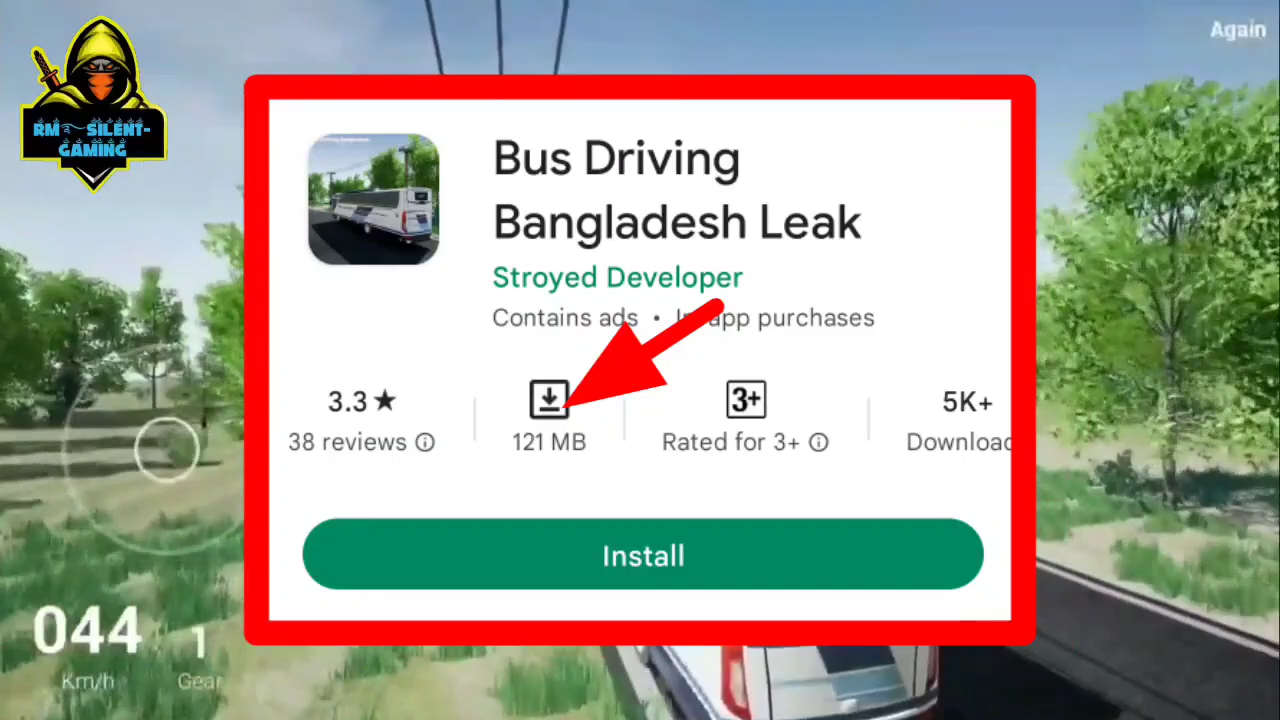 Again
RM SILENT-
GAMING
Bus Driving
Bangladesh Leak
Stroyed Developer
Contains ads • In-app purchases
3.3★
38 reviews
121 MB
3+
Rated for 3+
5K+
Download
Install
044
Km/h
1
Gear